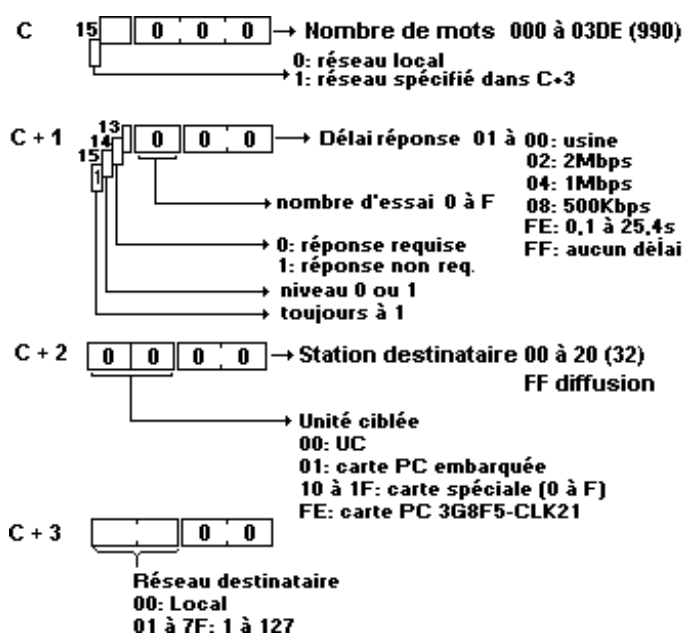 C 15 0 0 0 Nombre de mots 000 à 03DE (990)
0: réseau local
1: réseau spécifié dans C+3
C + 1 15 14 13 1 0 0 0 Délai réponse 01 à 00: usine
02: 2Mbps
04: 1Mbps
08: 500Kbps
FE: 0,1 à 25,4s
FF: aucun dèlai
nombre d'essai 0 à F
0: réponse requise
1: réponse non req.
niveau 0 ou 1
toujours à 1
C + 2 0 0 0 0 Station destinataire 00 à 20 (32)
FF diffusion
Unité ciblée
00: UC
01: carte PC embarquée
10 à 1F: carte spéciale (0 à F)
FE: carte PC 3G8F5-CLK21
C + 3 0 0
Réseau destinataire
00: Local
01 à 7F: 1 à 127